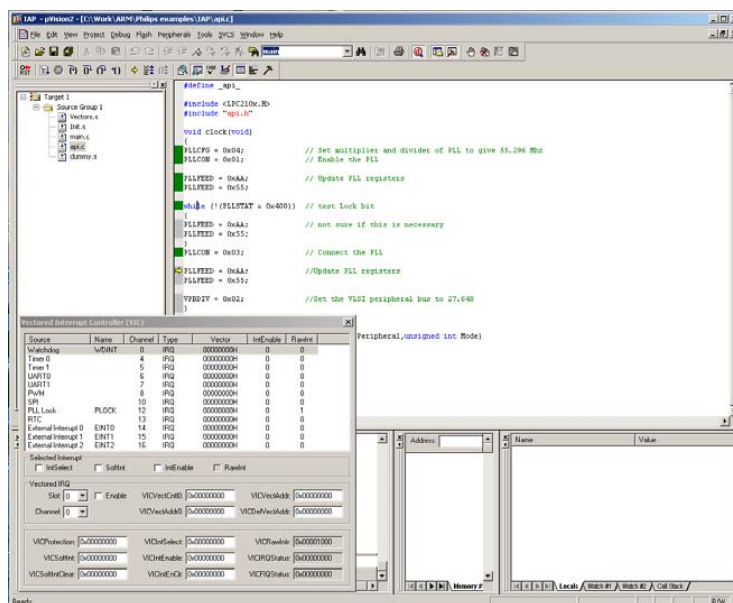 IAP - µVision2 - [C:\Work\ARM\Philips examples\IAP\api.c]
File Edit View Project Debug Flash Peripherals Tools SVCS Window Help
main
Target 1
Source Group 1
Vectors.c
Init.c
main.c
api.c
dummy.s
#define _api_
#include <LPC210x.H>
#include "api.h"
void clock(void)
{
PLLCFG = 0x04; // Set multiplier and divider of PLL to give 55.296 Mhz
PLLCON = 0x01; // Enable the PLL
PLLFEED = 0xAA; // Update PLL registers
PLLFEED = 0x55;
while (!(PLLSTAT & 0x400)) // test Lock bit
{
PLLFEED = 0xAA; // not sure if this is necessary
PLLFEED = 0x55;
}
PLLCON = 0x03; // Connect the PLL
PLLFEED = 0xAA; //Update PLL registers
PLLFEED = 0x55;
VPBDIV = 0x02; //Set the VLSI peripheral bus to 27.648
}
Peripheral,unsigned int Mode)
Vectored Interrupt Controller (VIC)
Source Name Channel Type Vector IntEnable RawInt
Watchdog WDINT 0 IRQ 00000000H 0 0
Timer 0 4 IRQ 00000000H 0 0
Timer 1 5 IRQ 00000000H 0 0
UART0 6 IRQ 00000000H 0 0
UART1 7 IRQ 00000000H 0 0
PWM 8 IRQ 00000000H 0 0
SPI 10 IRQ 00000000H 0 0
PLL Lock PLOCK 12 IRQ 00000000H 0 1
RTC 13 IRQ 00000000H 0 0
External Interrupt 0 EINT0 14 IRQ 00000000H 0 0
External Interrupt 1 EINT1 15 IRQ 00000000H 0 0
External Interrupt 2 EINT2 16 IRQ 00000000H 0 0
Selected Interrupt
IntSelect SoftInt IntEnable RawInt
Vectored IRQ
Slot: 0 Enable VICVectCntl0: 0x00000000 VICVectAddr: 0x00000000
Channel: 0 VICVectAddr0: 0x00000000 VICDefVectAddr: 0x00000000
VICProtection: 0x00000000 VICIntSelect: 0x00000000 VICRawIntr: 0x00001000
VICSoftInt: 0x00000000 VICIntEnable: 0x00000000 VICIRQStatus: 0x00000000
VICSoftIntClear: 0x00000000 VICIntEnClr: 0x00000000 VICFIQStatus: 0x00000000
Address:
Memory #
Name Value
Locals Watch #1 Watch #2 Call Stack
Ready R/W